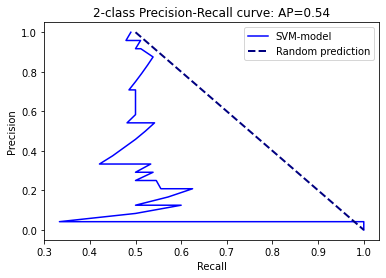 2-class Precision-Recall curve: AP=0.54
SVM-model
Random prediction
Precision
1.0
0.8
0.6
0.4
0.2
0.0
0.3 0.4 0.5 0.6 0.7 0.8 0.9 1.0
Recall